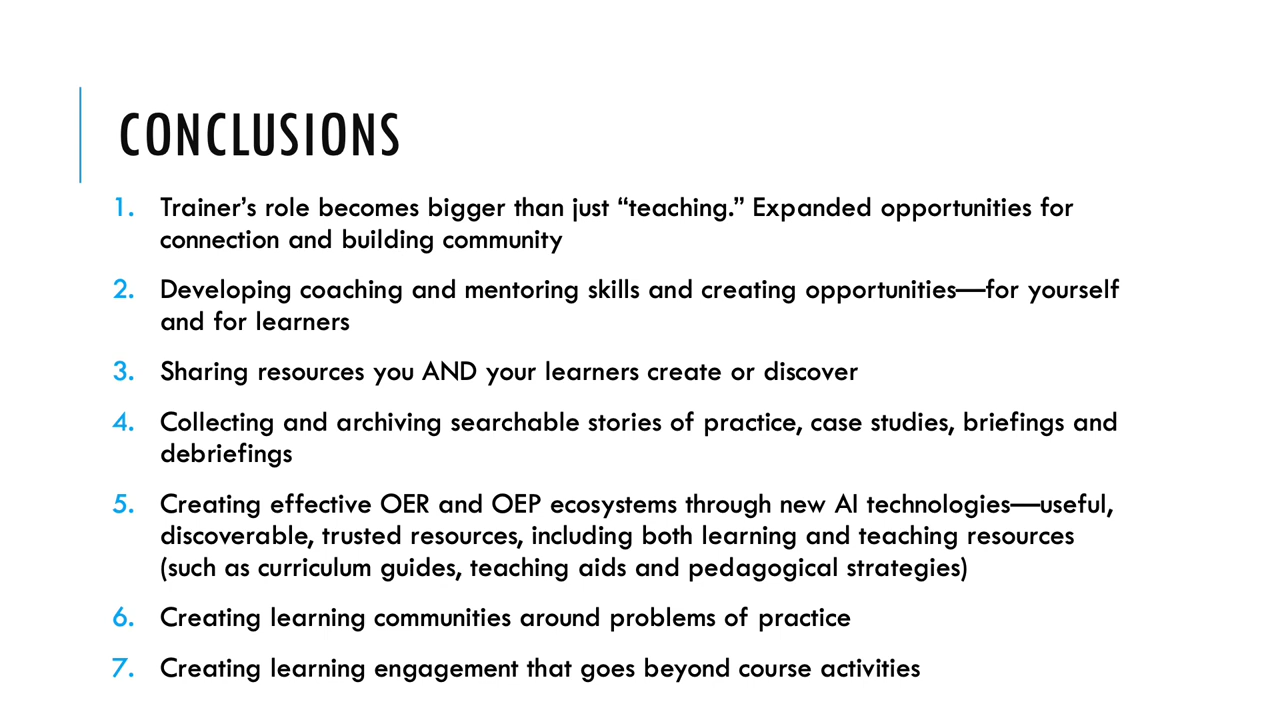 CONCLUSIONS
1. Trainer’s role becomes bigger than just “teaching.” Expanded opportunities for
connection and building community
2. Developing coaching and mentoring skills and creating opportunities—for yourself
and for learners
3. Sharing resources you AND your learners create or discover
4. Collecting and archiving searchable stories of practice, case studies, briefings and
debriefings
5. Creating effective OER and OEP ecosystems through new AI technologies—useful,
discoverable, trusted resources, including both learning and teaching resources
(such as curriculum guides, teaching aids and pedagogical strategies)
6. Creating learning communities around problems of practice
7. Creating learning engagement that goes beyond course activities